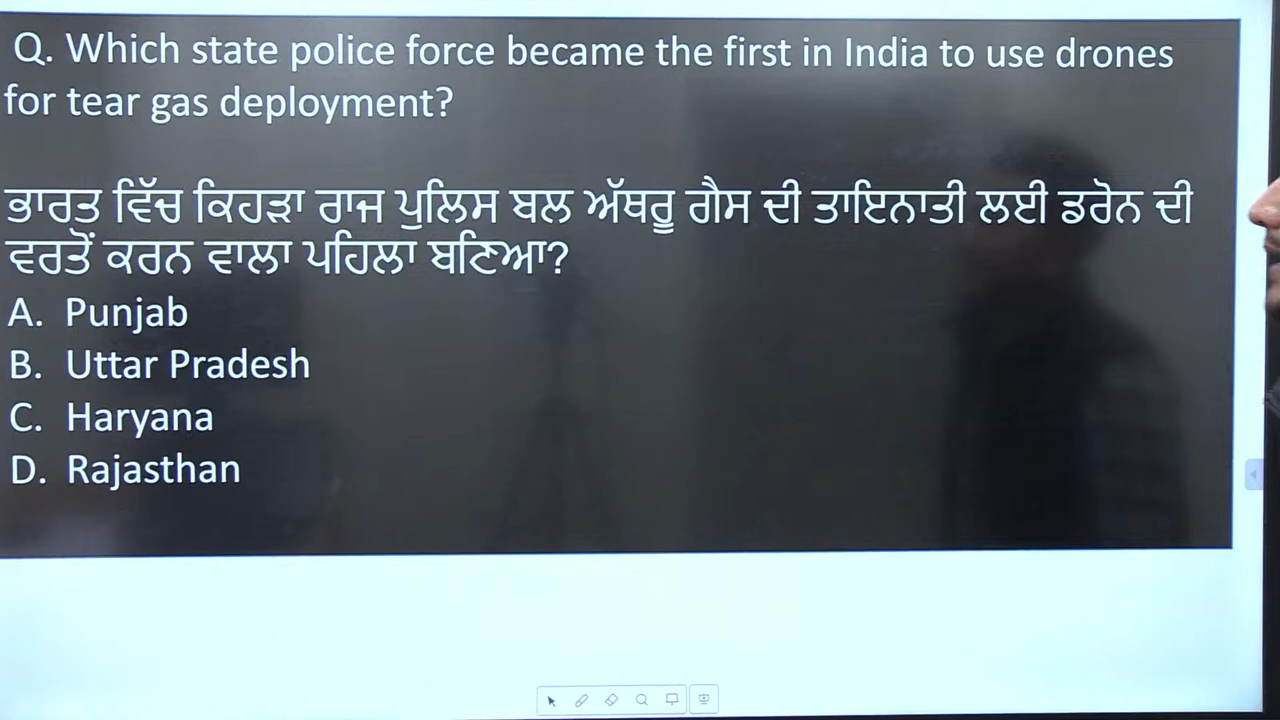 Q. Which state police force became the first in India to use drones
for tear gas deployment?
ਭਾਰਤ ਵਿੱਚ ਕਿਹੜਾ ਰਾਜ ਪੁਲਿਸ ਬਲ ਅੱਥਰੂ ਗੈਸ ਦੀ ਤਾਇਨਾਤੀ ਲਈ ਡਰੋਨ ਦੀ
ਵਰਤੋਂ ਕਰਨ ਵਾਲਾ ਪਹਿਲਾ ਬਣਿਆ?
A. Punjab
B. Uttar Pradesh
C. Haryana
D. Rajasthan